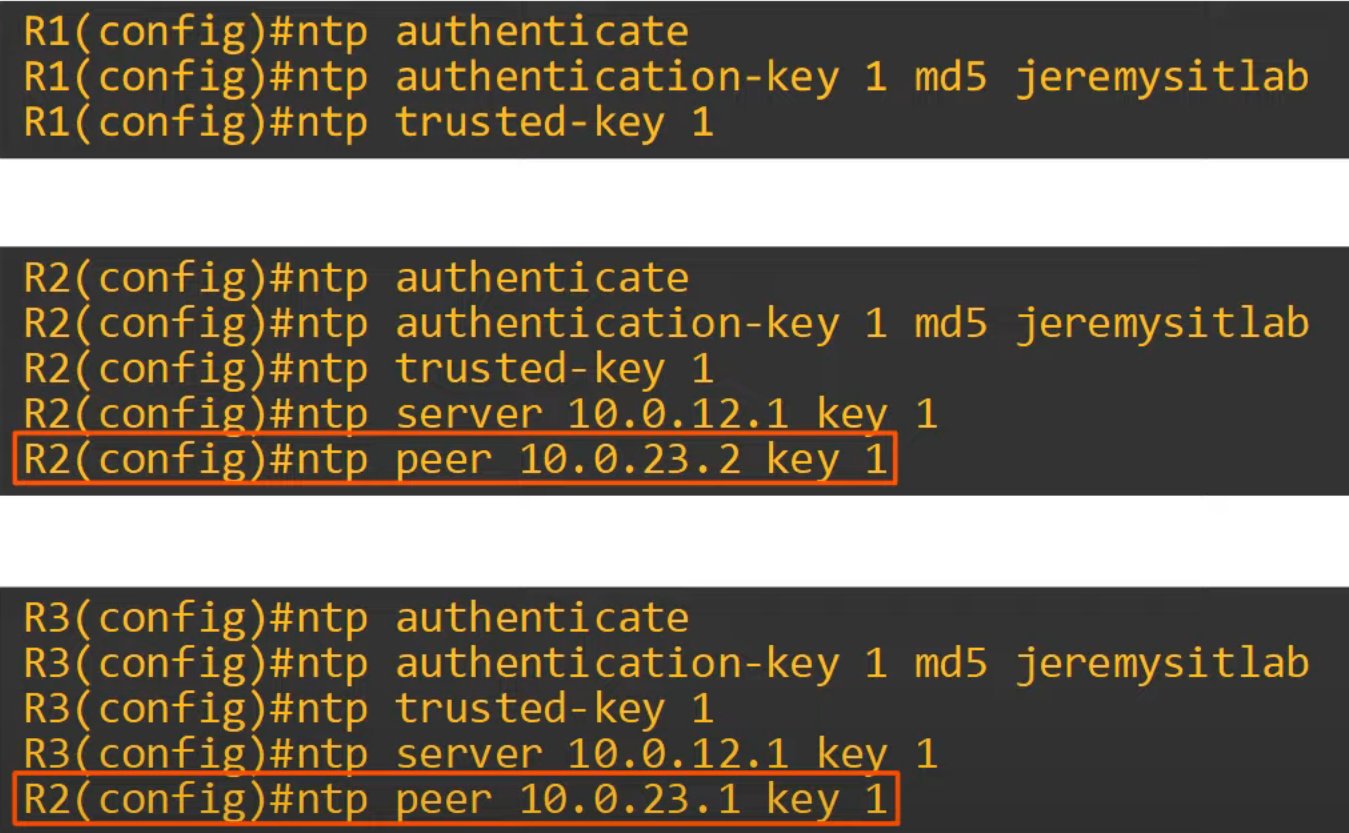 R1(config)#ntp authenticate
R1(config)#ntp authentication-key 1 md5 jeremysitlab
R1(config)#ntp trusted-key 1
R2(config)#ntp authenticate
R2(config)#ntp authentication-key 1 md5 jeremysitlab
R2(config)#ntp trusted-key 1
R2(config)#ntp server 10.0.12.1 key 1
R2(config)#ntp peer 10.0.23.2 key 1
R3(config)#ntp authenticate
R3(config)#ntp authentication-key 1 md5 jeremysitlab
R3(config)#ntp trusted-key 1
R3(config)#ntp server 10.0.12.1 key 1
R2(config)#ntp peer 10.0.23.1 key 1